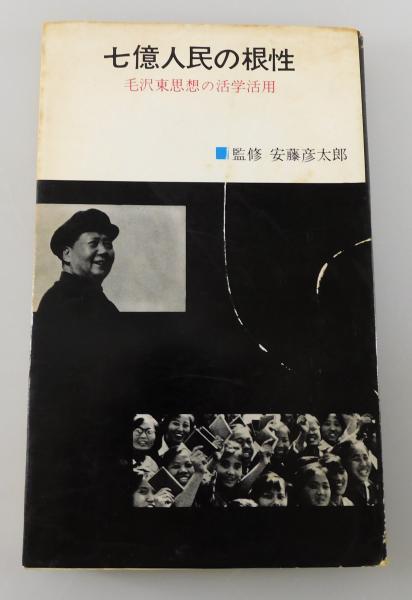 七億人民の根性
毛沢東思想の活学活用
監修 安藤彦太郎